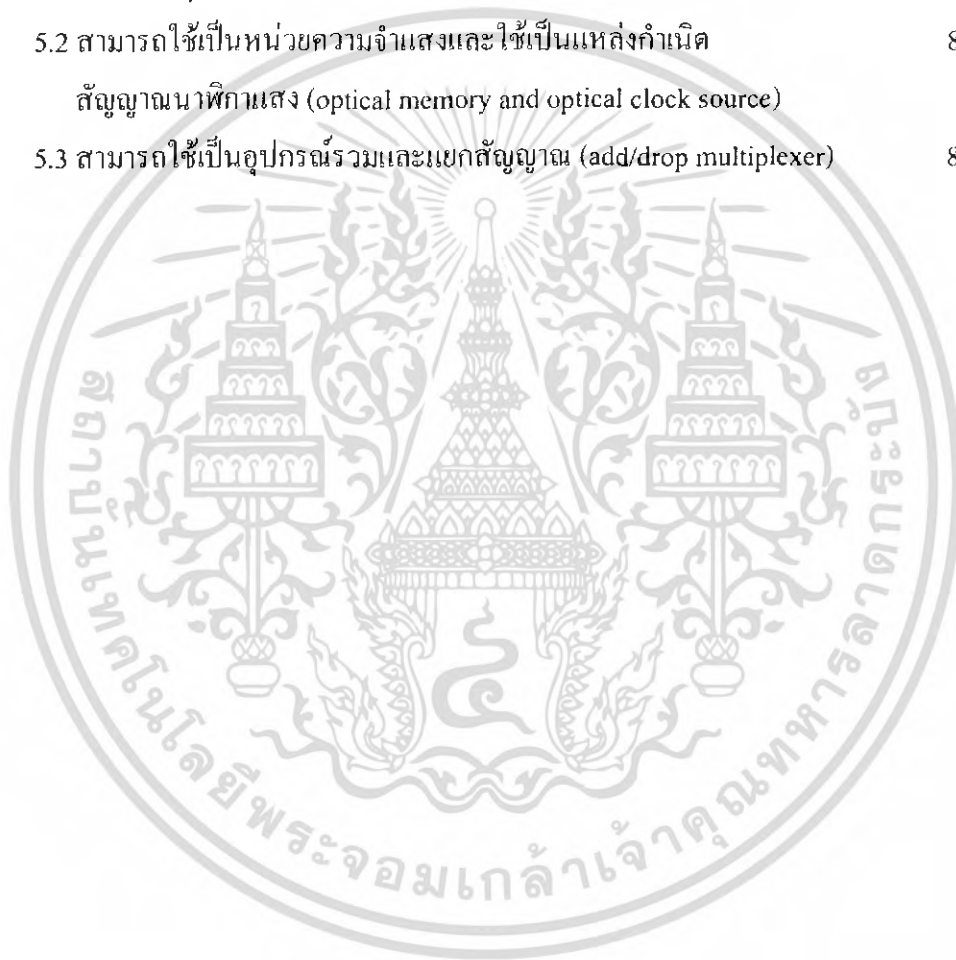 5.2 สามารถใช้เป็นหน่วยความจำแสงและใช้เป็นแหล่งกำเนิด 8
สัญญาณนาฬิกาแสง (optical memory and optical clock source)
5.3 สามารถใช้เป็นอุปกรณ์รวมและแยกสัญญาณ (add/drop multiplexer) 8
สถาบันเทคโนโลยีพระจอมเกล้าเจ้าคุณทหารลาดกระบัง
๔